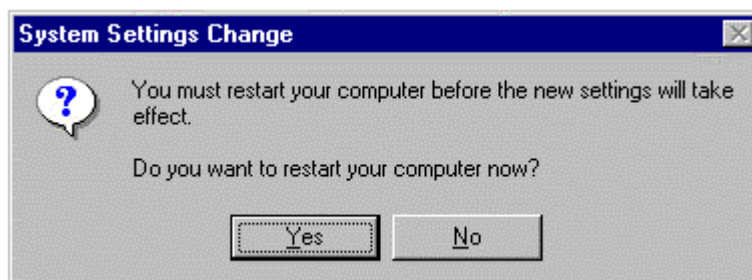 System Settings Change
You must restart your computer before the new settings will take
effect.
Do you want to restart your computer now?
Yes
No